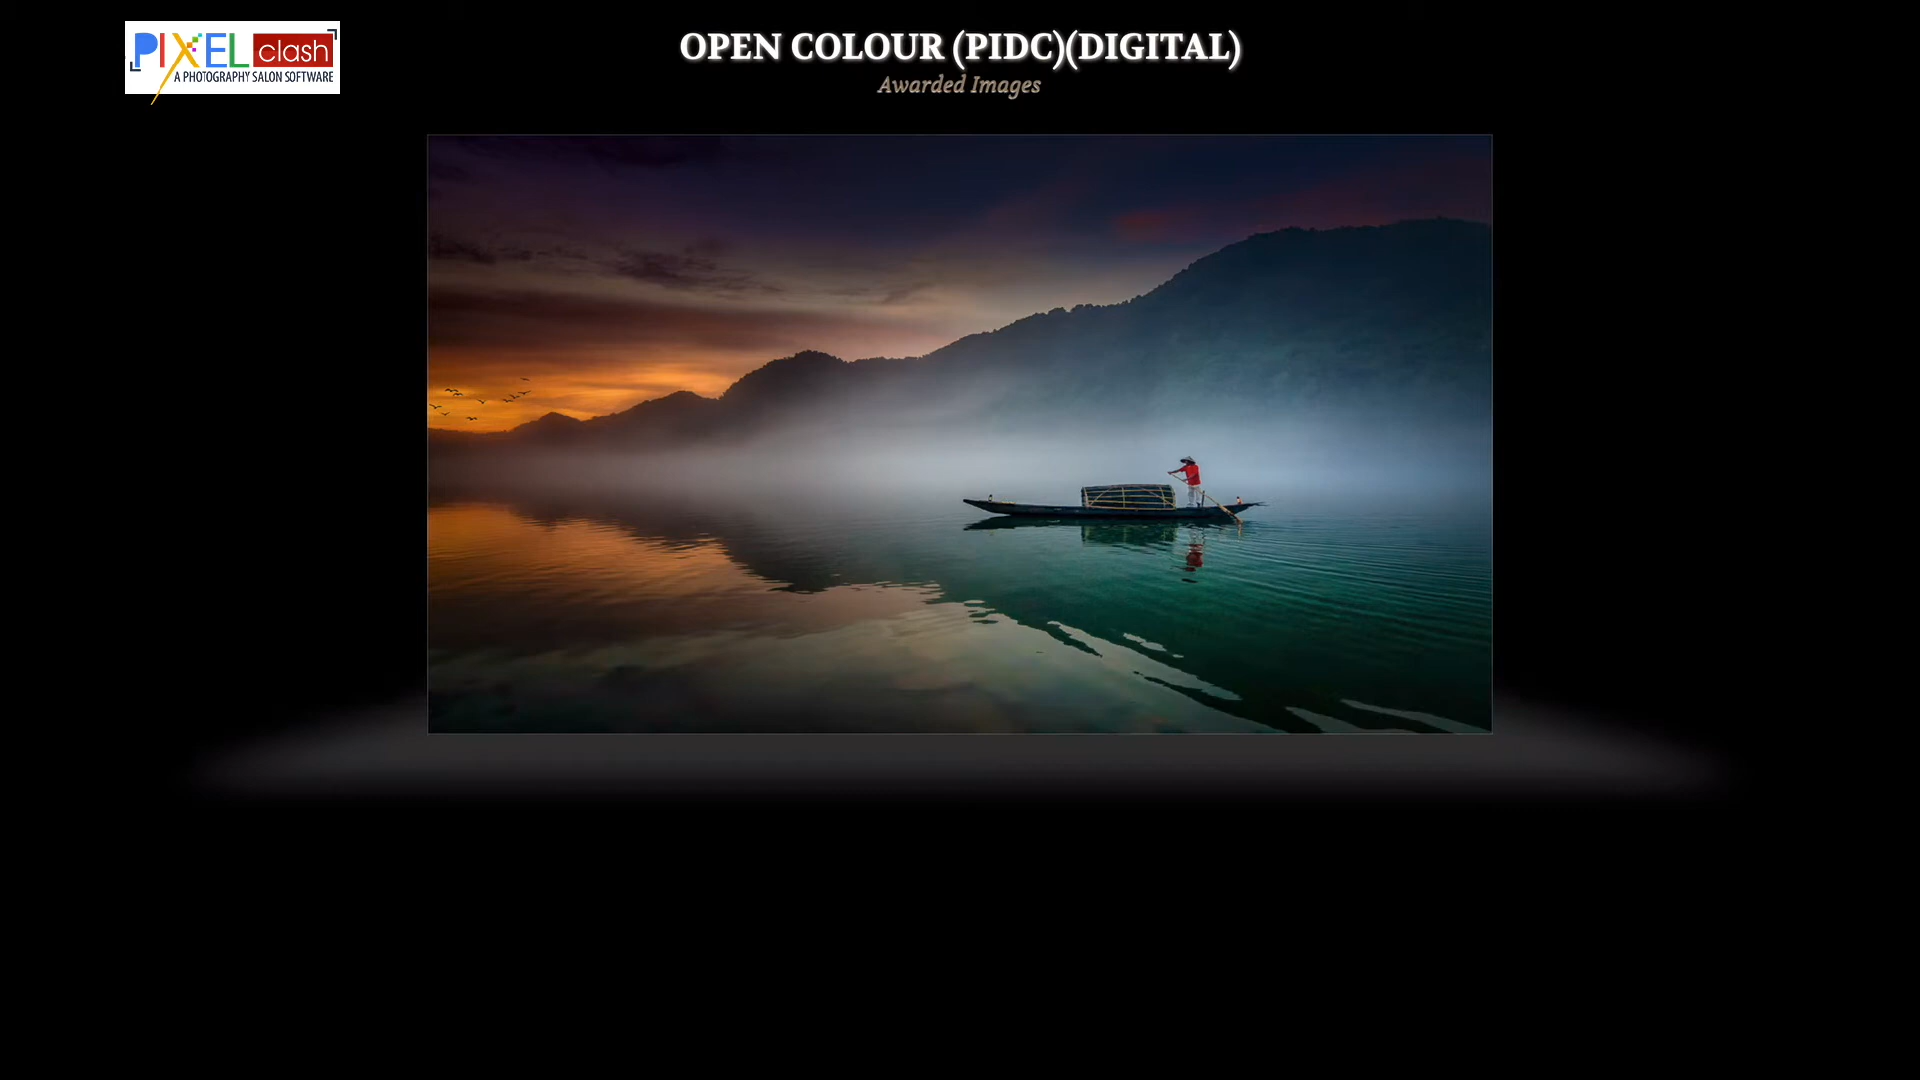 PIXEL clash
A PHOTOGRAPHY SALON SOFTWARE
OPEN COLOUR (PIDC)(DIGITAL)
Awarded Images